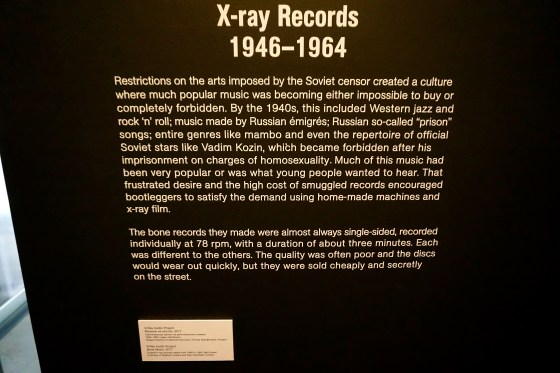 X-ray Records
1946–1964
Restrictions on the arts imposed by the Soviet censor created a culture
where much popular music was becoming either impossible to buy or
completely forbidden. By the 1940s, this included Western jazz and
rock 'n' roll; music made by Russian émigrés; Russian so-called "prison"
songs; entire genres like mambo and even the repertoire of official
Soviet stars like Vadim Kozin, which became forbidden after his
imprisonment on charges of homosexuality. Much of this music had
been very popular or was what young people wanted to hear. That
frustrated desire and the high cost of smuggled records encouraged
bootleggers to satisfy the demand using home-made machines and
x-ray film.
The bone records they made were almost always single-sided, recorded
individually at 78 rpm, with a duration of about three minutes. Each
was different to the others. The quality was often poor and the discs
would wear out quickly, but they were sold cheaply and secretly
on the street.
X-Ray Audio Project
X-Ray Audio Project